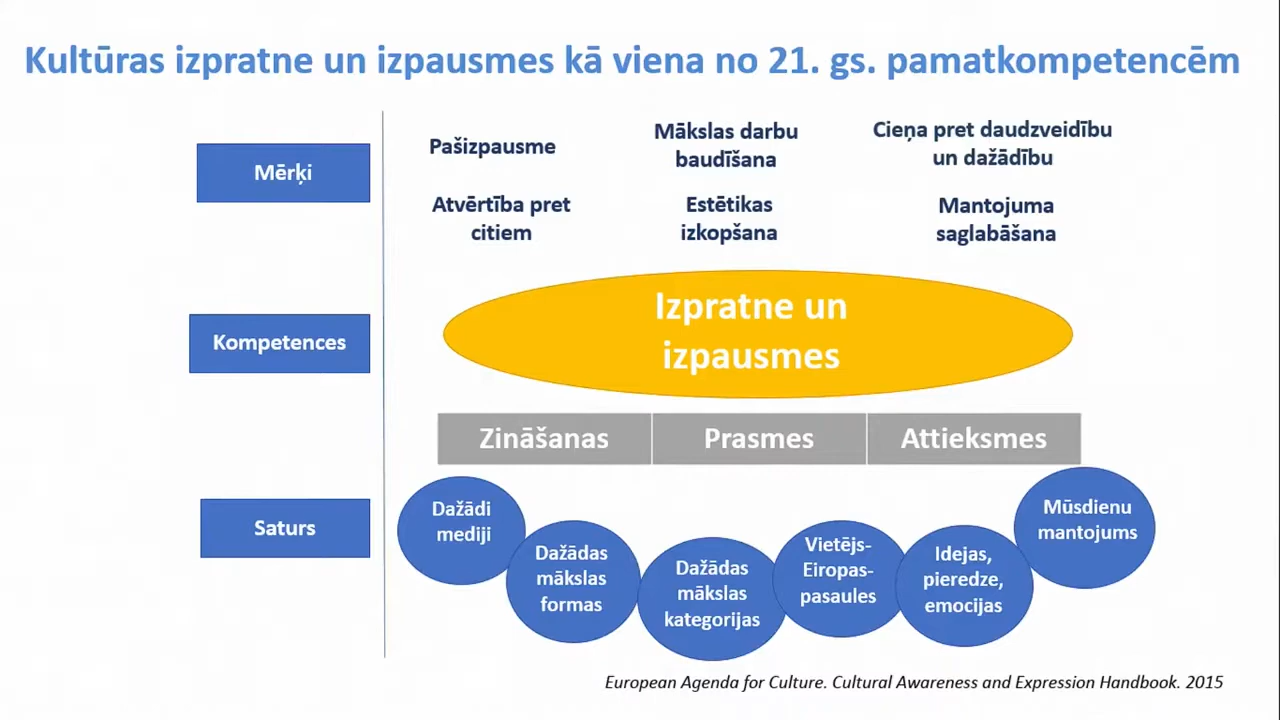 Kultūras izpratne un izpausmes kā viena no 21. gs. pamatkompetencēm
Mērķi
Pašizpausme
Mākslas darbu
baudīšana
Cieņa pret daudzveidību
un dažādību
Atvērtība pret
citiem
Estētikas
izkopšana
Mantojuma
saglabāšana
Kompetences
Izpratne un
izpausmes
Zināšanas
Prasmes
Attieksmes
Saturs
Dažādi
mediji
Dažādas
mākslas
formas
Dažādas
mākslas
kategorijas
Vietējs-
Eiropas-
pasaules
Idejas,
pieredze,
emocijas
Mūsdienu
mantojums
European Agenda for Culture. Cultural Awareness and Expression Handbook. 2015